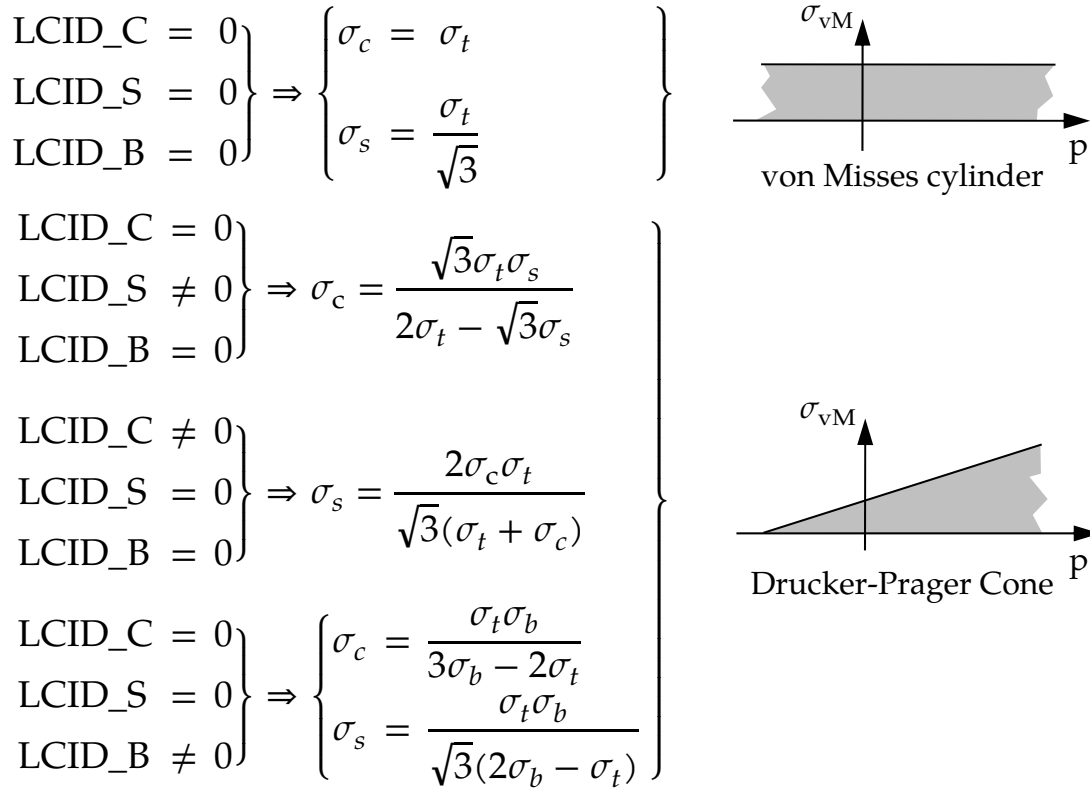 LCID_C = 0
LCID_S = 0
LCID_B = 0
⇒
σ_c = σ_t
σ_s = σ_t / √3
σ_vM
p
von Misses cylinder
LCID_C = 0
LCID_S ≠ 0
LCID_B = 0
⇒ σ_c = √3σ_tσ_s / (2σ_t − √3σ_s)
LCID_C ≠ 0
LCID_S = 0
LCID_B = 0
⇒ σ_s = 2σ_cσ_t / (√3(σ_t + σ_c))
σ_vM
p
Drucker-Prager Cone
LCID_C = 0
LCID_S = 0
LCID_B ≠ 0
⇒
σ_c = σ_tσ_b / (3σ_b − 2σ_t)
σ_s = σ_tσ_b / (√3(2σ_b − σ_t))